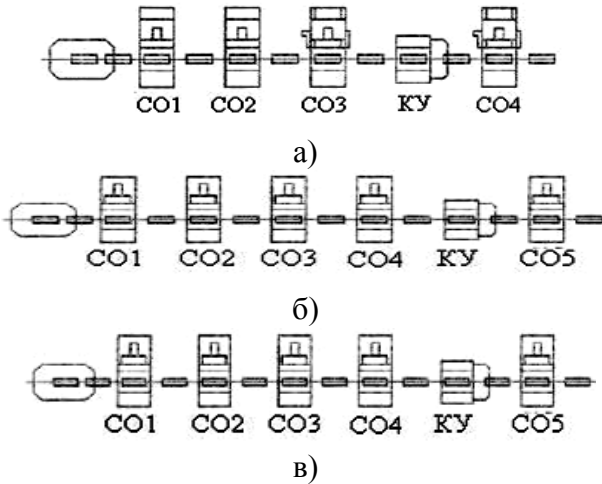 СО1 СО2 СО3 КУ СО4
а)
СО1 СО2 СО3 СО4 КУ СО5
б)
СО1 СО2 СО3 СО4 КУ СО5
в)